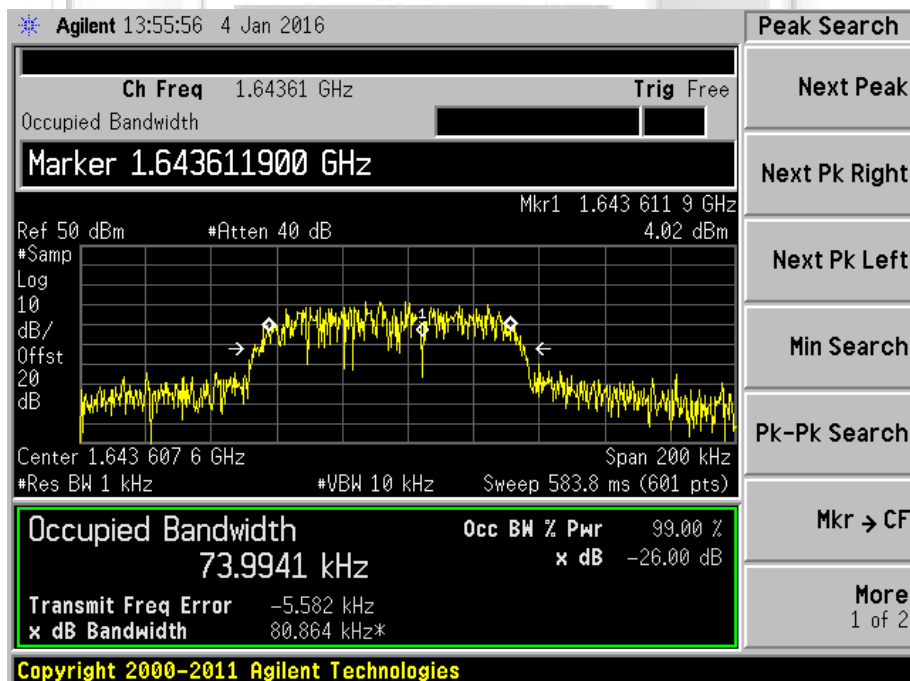 Agilent 13:55:56 4 Jan 2016
Peak Search
Ch Freq 1.64361 GHz Trig Free
Occupied Bandwidth
Marker 1.643611900 GHz
Mkr1 1.643 611 9 GHz
Ref 50 dBm #Atten 40 dB 4.02 dBm
#Samp
Log
10
dB/
Offst
20
dB
1
Center 1.643 607 6 GHz Span 200 kHz
#Res BW 1 kHz #VBW 10 kHz Sweep 583.8 ms (601 pts)
Occupied Bandwidth
73.9941 kHz
Occ BW % Pwr 99.00 %
x dB -26.00 dB
Transmit Freq Error -5.582 kHz
x dB Bandwidth 80.864 kHz*
Copyright 2000-2011 Agilent Technologies
Next Peak
Next Pk Right
Next Pk Left
Min Search
Pk-Pk Search
Mkr → CF
More
1 of 2